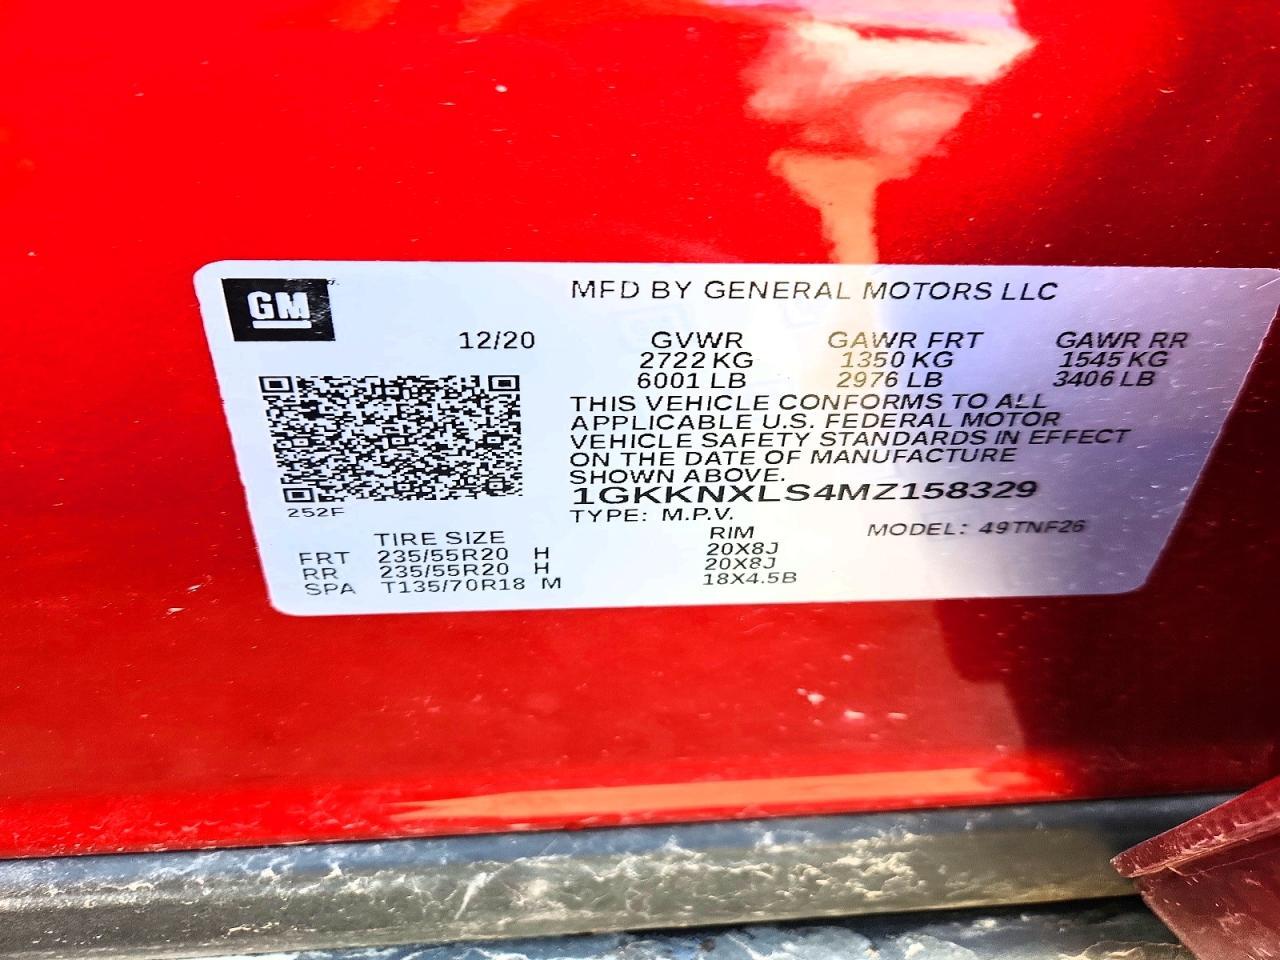 GM
MFD BY GENERAL MOTORS LLC
12/20 GVWR GAWR FRT GAWR RR
2722 KG 1350 KG 1545 KG
6001 LB 2976 LB 3406 LB
THIS VEHICLE CONFORMS TO ALL
APPLICABLE U.S. FEDERAL MOTOR
VEHICLE SAFETY STANDARDS IN EFFECT
ON THE DATE OF MANUFACTURE
SHOWN ABOVE.
1GKKNXLS4MZ158329
252F
TYPE: M.P.V.
TIRE SIZE RIM MODEL: 49TNF26
FRT 235/55R20 H 20X8J
RR 235/55R20 H 20X8J
SPA T135/70R18 M 18X4.5B